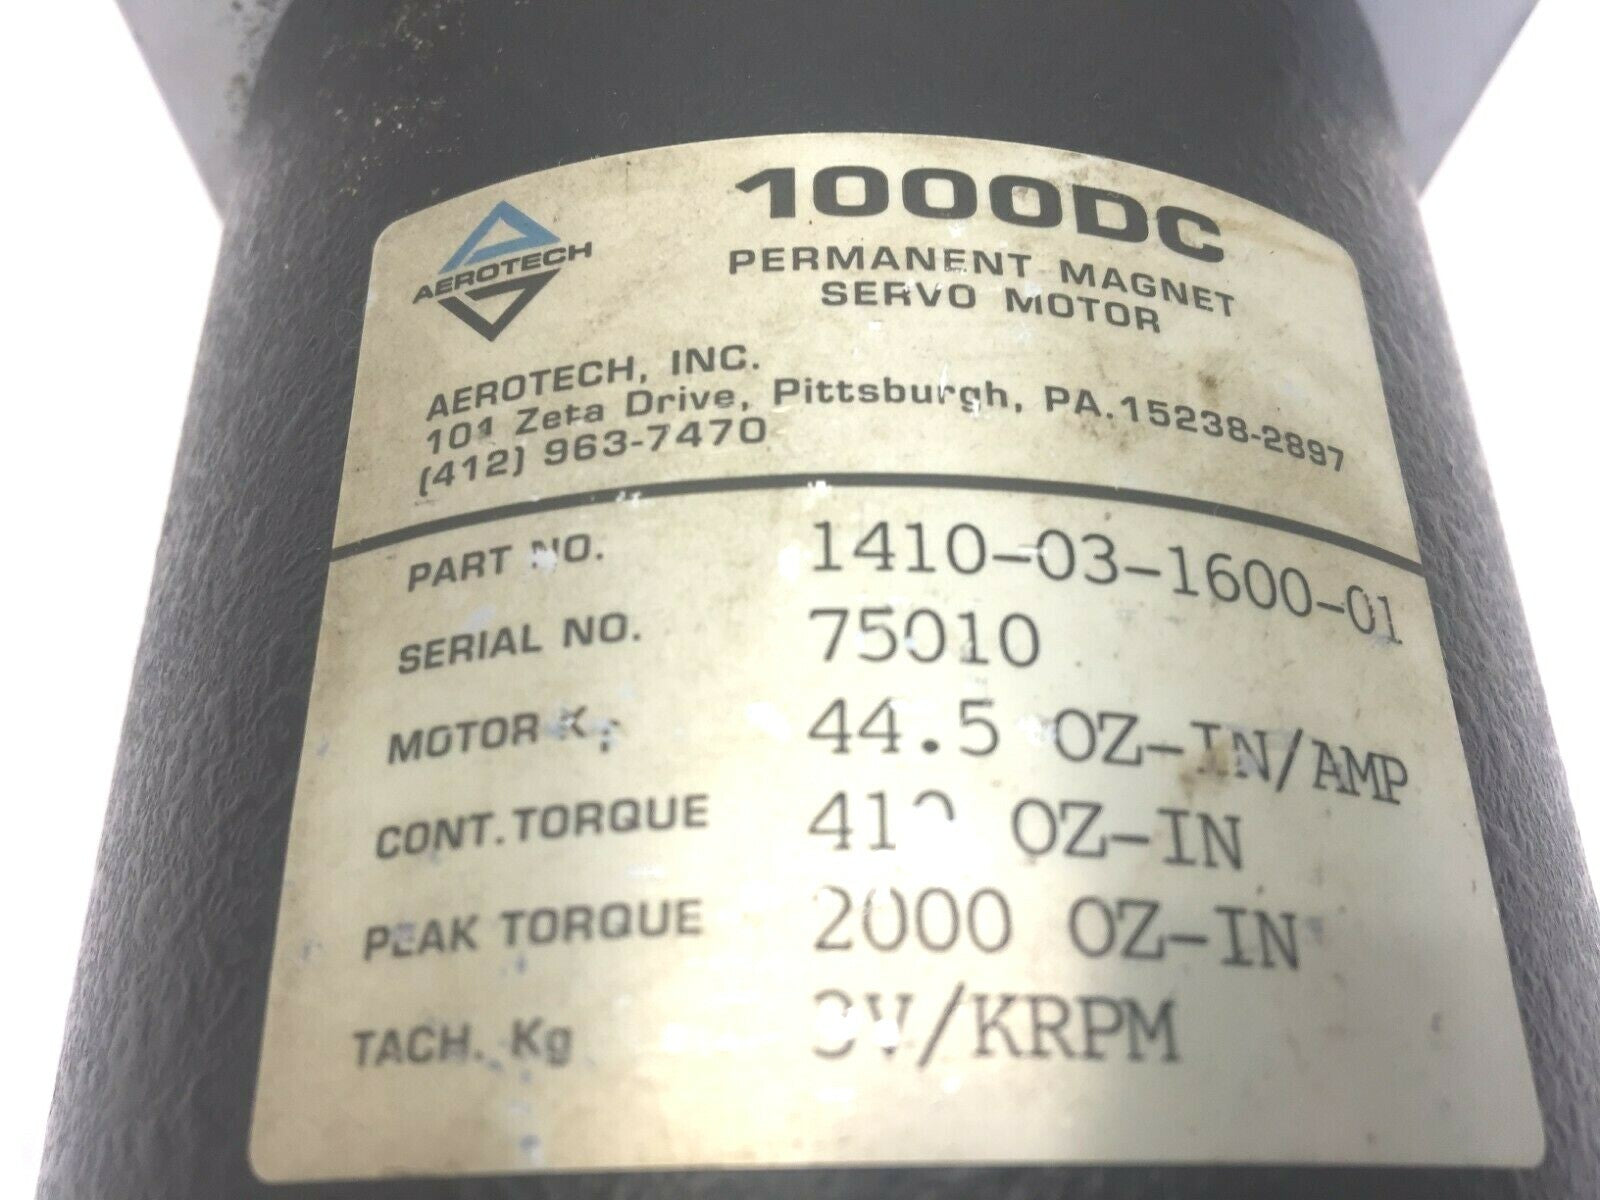 1000DC
PERMANENT MAGNET
SERVO MOTOR
AEROTECH
AEROTECH, INC.
101 Zeta Drive, Pittsburgh, PA. 15238-2897
(412) 963-7470
PART NO. 1410-03-1600-01
SERIAL NO. 75010
MOTOR 44.5 OZ-IN/AMP
CONT. TORQUE OZ-IN
PEAK TORQUE 2000 OZ-IN
TACH. Kg